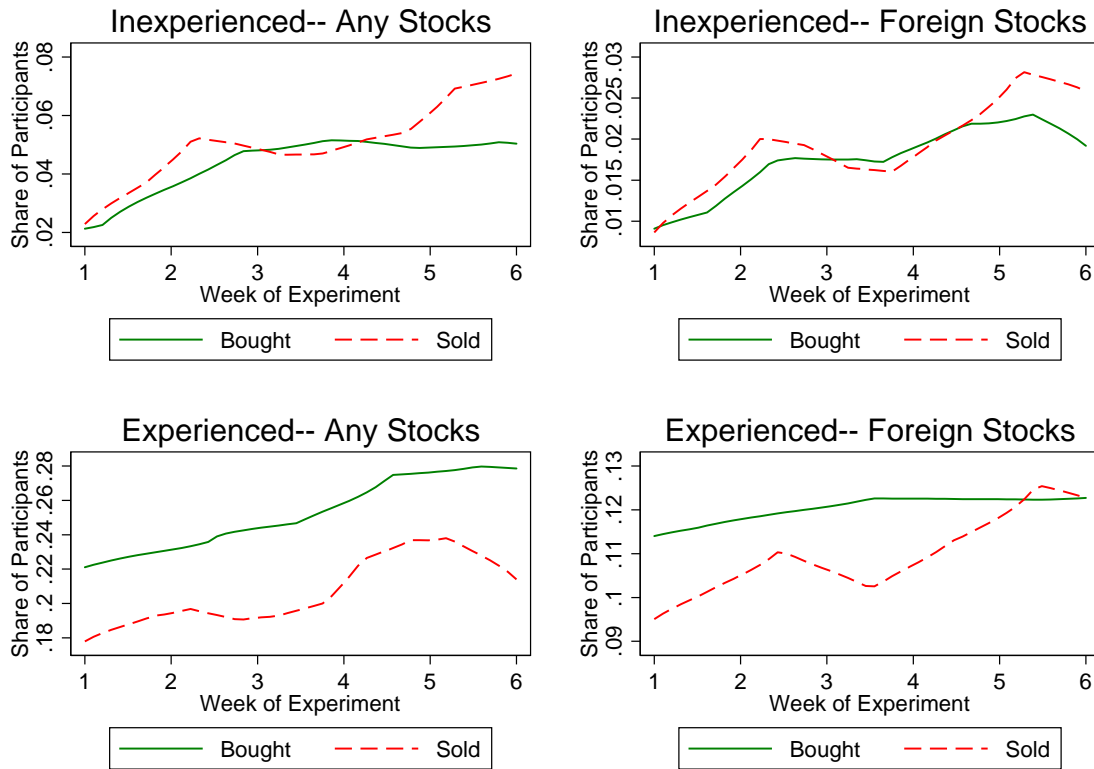 Inexperienced-- Any Stocks
Share of Participants
.02 .04 .06 .08
1 2 3 4 5 6
Week of Experiment
Bought Sold
Inexperienced-- Foreign Stocks
Share of Participants
.01 .015 .02 .025 .03
1 2 3 4 5 6
Week of Experiment
Bought Sold
Experienced-- Any Stocks
Share of Participants
.18 .2 .22 .24 .26 .28
1 2 3 4 5 6
Week of Experiment
Bought Sold
Experienced-- Foreign Stocks
Share of Participants
.09 .1 .11 .12 .13
1 2 3 4 5 6
Week of Experiment
Bought Sold